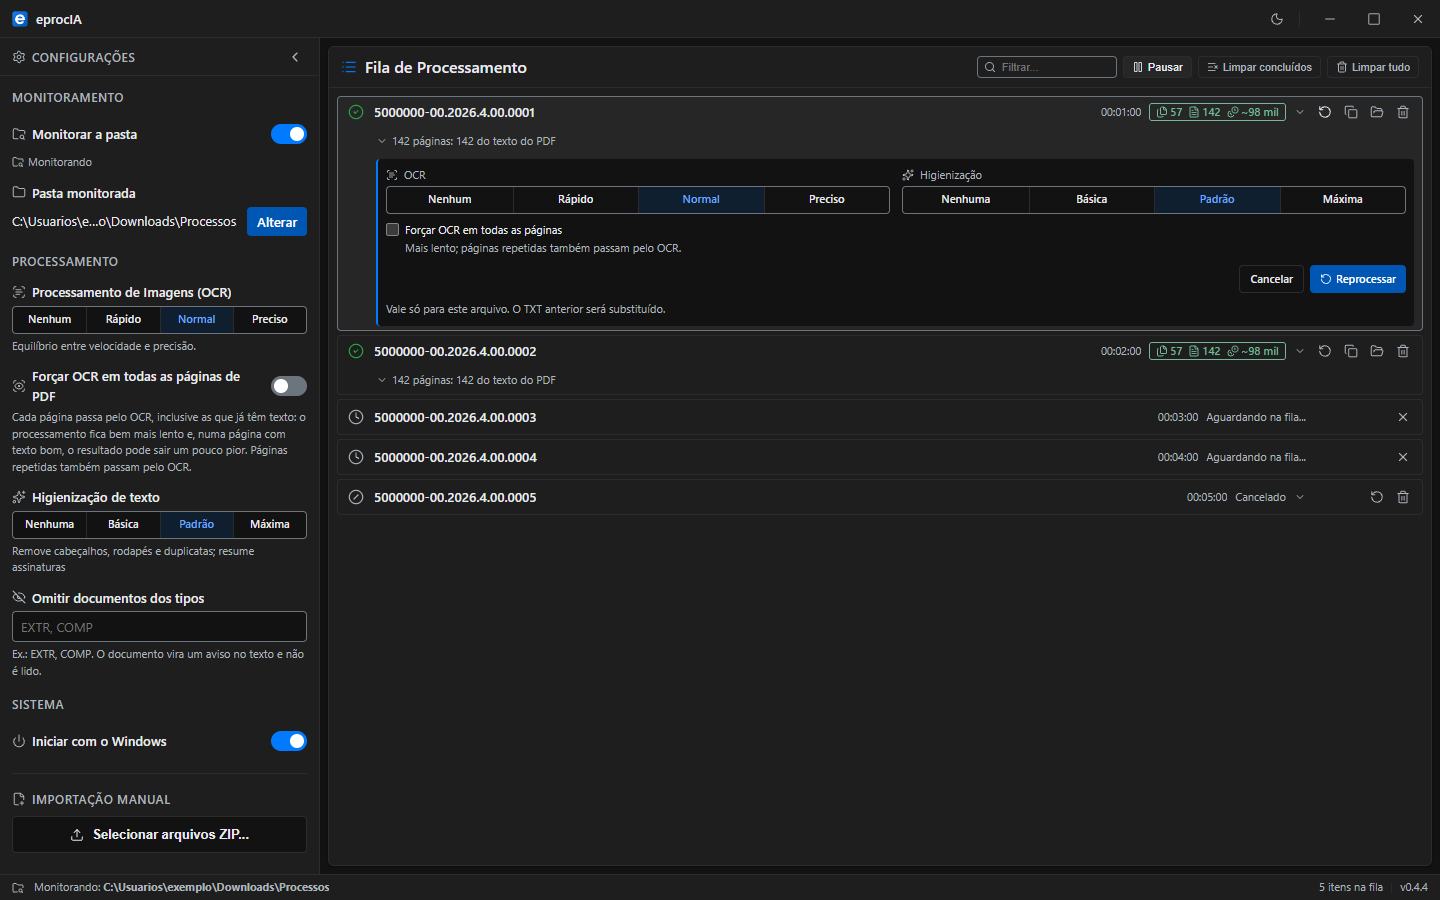 eprocIA
CONFIGURAÇÕES
MONITORAMENTO
Monitorar a pasta
Monitorando
Pasta monitorada
C:\Usuarios\e...o\Downloads\Processos
Alterar
PROCESSAMENTO
Processamento de Imagens (OCR)
Nenhum Rápido Normal Preciso
Equilíbrio entre velocidade e precisão.
Forçar OCR em todas as páginas de
PDF
Cada página passa pelo OCR, inclusive as que já têm texto: o
processamento fica bem mais lento e, numa página com
texto bom, o resultado pode sair um pouco pior. Páginas
repetidas também passam pelo OCR.
Higienização de texto
Nenhuma Básica Padrão Máxima
Remove cabeçalhos, rodapés e duplicatas; resume
assinaturas
Omitir documentos dos tipos
EXTR, COMP
Ex.: EXTR, COMP. O documento vira um aviso no texto e não
é lido.
SISTEMA
Iniciar com o Windows
IMPORTAÇÃO MANUAL
Selecionar arquivos ZIP...
Fila de Processamento
Filtrar...
Pausar
Limpar concluídos
Limpar tudo
5000000-00.2026.4.00.0001
00:01:00 57 142 ~98 mil
142 páginas: 142 do texto do PDF
OCR
Nenhum Rápido Normal Preciso
Higienização
Nenhuma Básica Padrão Máxima
Forçar OCR em todas as páginas
Mais lento; páginas repetidas também passam pelo OCR.
Cancelar
Reprocessar
Vale só para este arquivo. O TXT anterior será substituído.
5000000-00.2026.4.00.0002
00:02:00 57 142 ~98 mil
142 páginas: 142 do texto do PDF
5000000-00.2026.4.00.0003
00:03:00 Aguardando na fila...
5000000-00.2026.4.00.0004
00:04:00 Aguardando na fila...
5000000-00.2026.4.00.0005
00:05:00 Cancelado
Monitorando: C:\Usuarios\exemplo\Downloads\Processos
5 itens na fila
v0.4.4